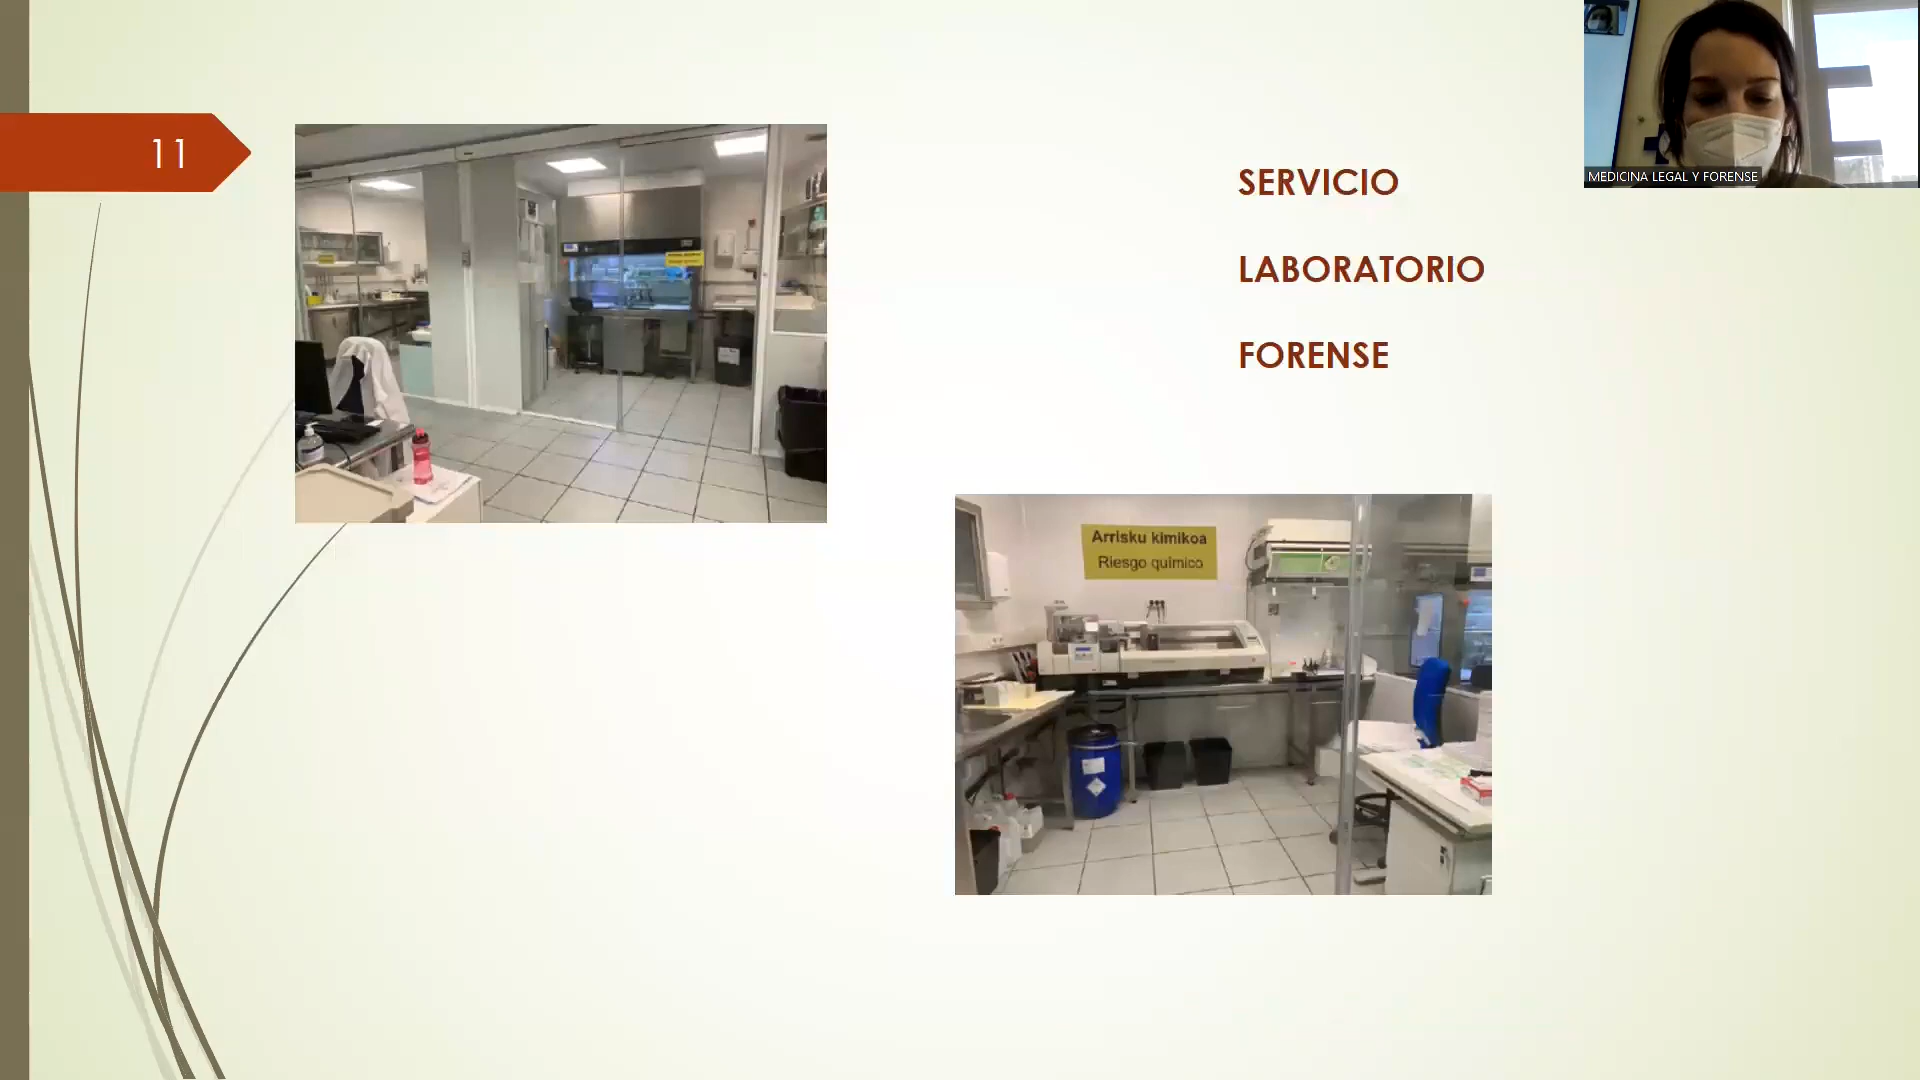 11
SERVICIO
LABORATORIO
FORENSE
MEDICINA LEGAL Y FORENSE
Arrisku kimikoa
Riesgo químico